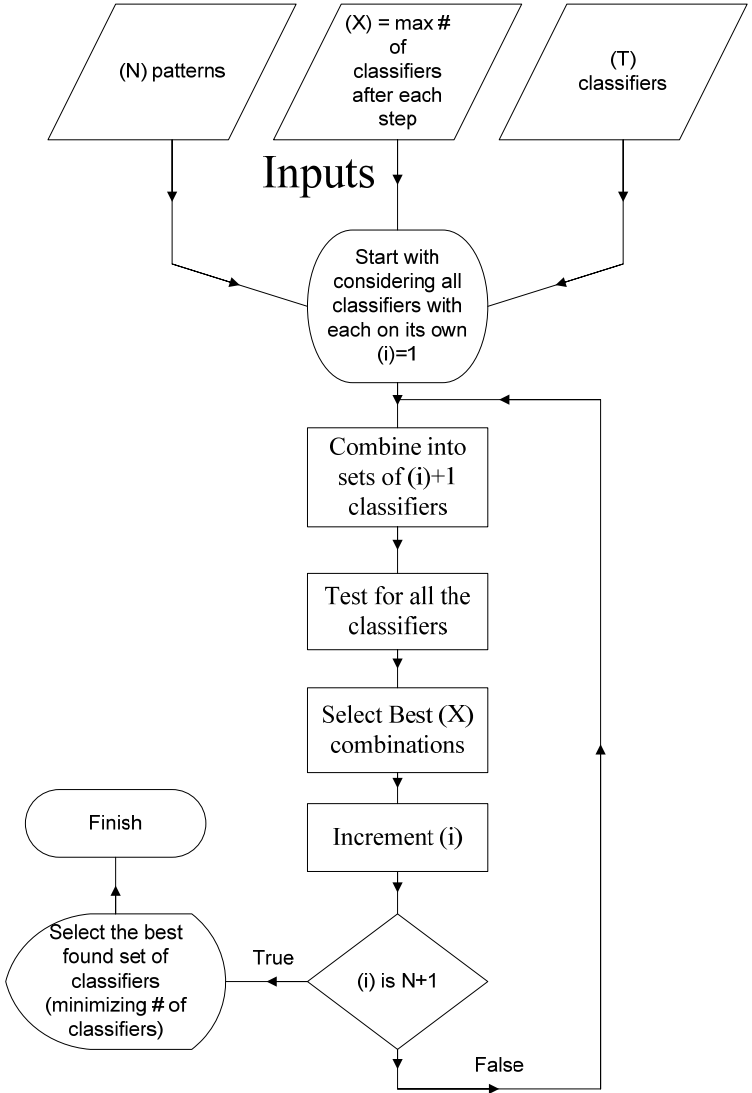 (N) patterns
(X) = max #
of
classifiers
after each
step
(T)
classifiers
Inputs
Start with
considering all
classifiers with
each on its own
(i)=1
Combine into
sets of (i)+1
classifiers
Test for all the
classifiers
Select Best (X)
combinations
Increment (i)
Finish
Select the best
found set of
classifiers
(minimizing # of
classifiers)
True
(i) is N+1
False